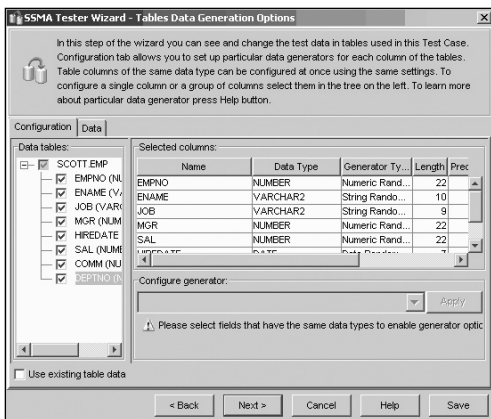 SSMA Tester Wizard - Tables Data Generation Options
In this step of the wizard you can see and change the test data in tables used in this Test Case.
Configuration tab allows you to set up particular data generators for each column of the tables.
Table columns of the same data type can be configured at once using the same settings. To
configure a single column or a group of columns select them in the tree on the left. To learn more
about particular data generator press Help button.
Configuration Data
Data tables:
SCOTT.EMP
EMPNO (NU
ENAME (VA
JOB (VARC
MGR (NUM
HIREDATE
SAL (NUME
COMM (NU
DEPTNO (N
Selected columns:
Name Data Type Generator Ty... Length Prec
EMPNO NUMBER Numeric Rand... 22
ENAME VARCHAR2 String Rando... 10
JOB VARCHAR2 String Rando... 9
MGR NUMBER Numeric Rand... 22
SAL NUMBER Numeric Rand... 22
HIREDATE DATE Date Random 7
Configure generator:
Apply
Please select fields that have the same data types to enable generator optic
Use existing table data
< Back Next > Cancel Help Save